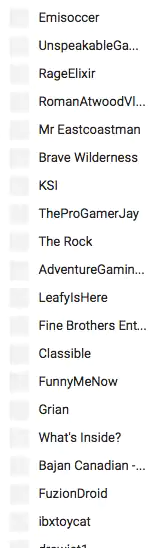 Emisoccer
UnspeakableGa...
RageElixir
RomanAtwoodVl...
Mr Eastcoastman
Brave Wilderness
KSI
TheProGamerJay
The Rock
AdventureGamin...
LeafyIsHere
Fine Brothers Ent...
Classible
FunnyMeNow
Grian
What's Inside?
Bajan Canadian -...
FuzionDroid
ibxtoycat